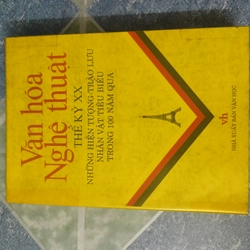 Văn hóa
Nghệ thuật
THẾ KỶ XX
NHỮNG HIỆN TƯỢNG-TRÀO LƯU
NHÂN VẬT TIÊU BIỂU
TRONG 100 NĂM QUA
vh
NHÀ XUẤT BẢN VĂN HỌC